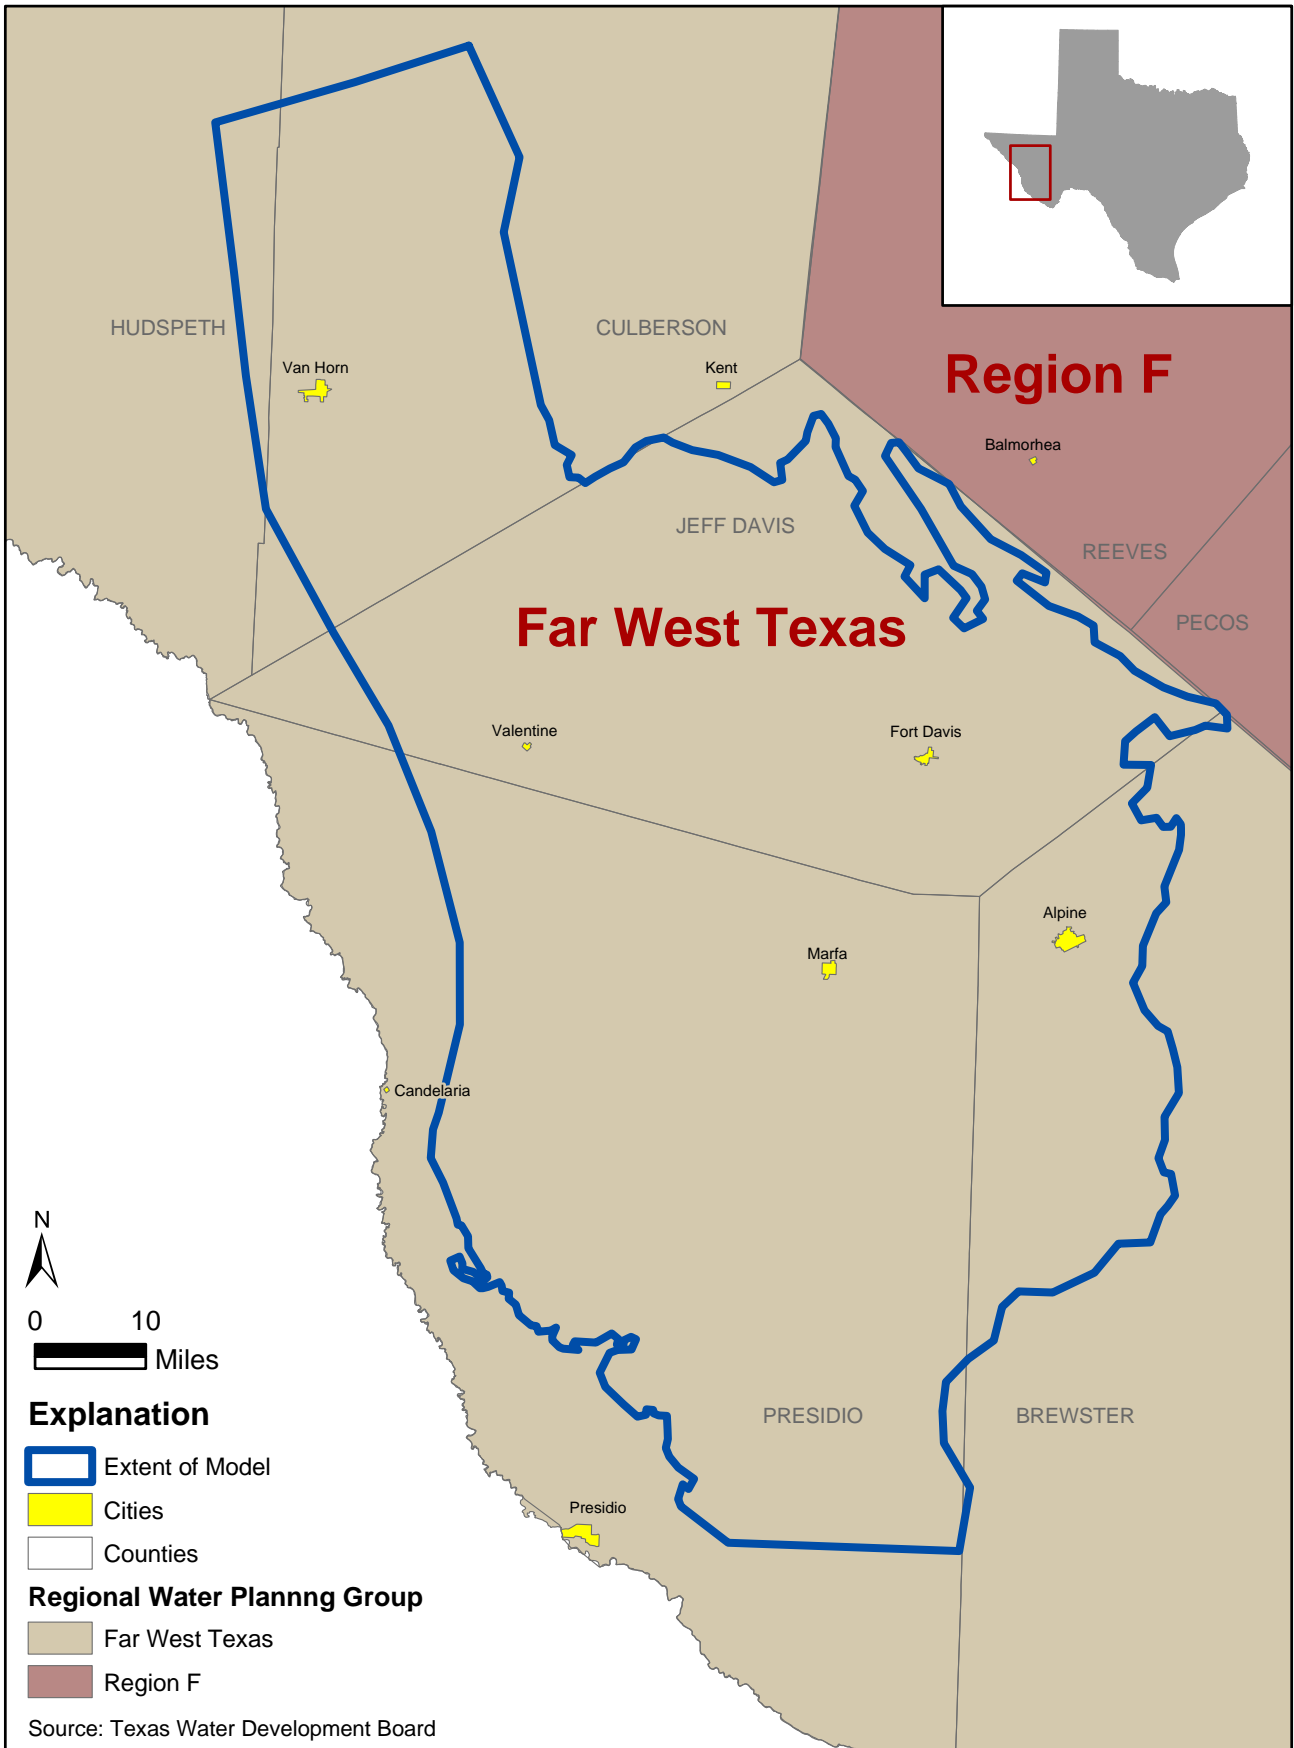 HUDSPETH
CULBERSON
Van Horn
Kent
Region F
Balmorhea
JEFF DAVIS
REEVES
Far West Texas
PECOS
Valentine
Fort Davis
Alpine
Marfa
Candelaria
N
0 10
Miles
PRESIDIO
BREWSTER
Presidio
Explanation
Extent of Model
Cities
Counties
Regional Water Plannng Group
Far West Texas
Region F
Source: Texas Water Development Board